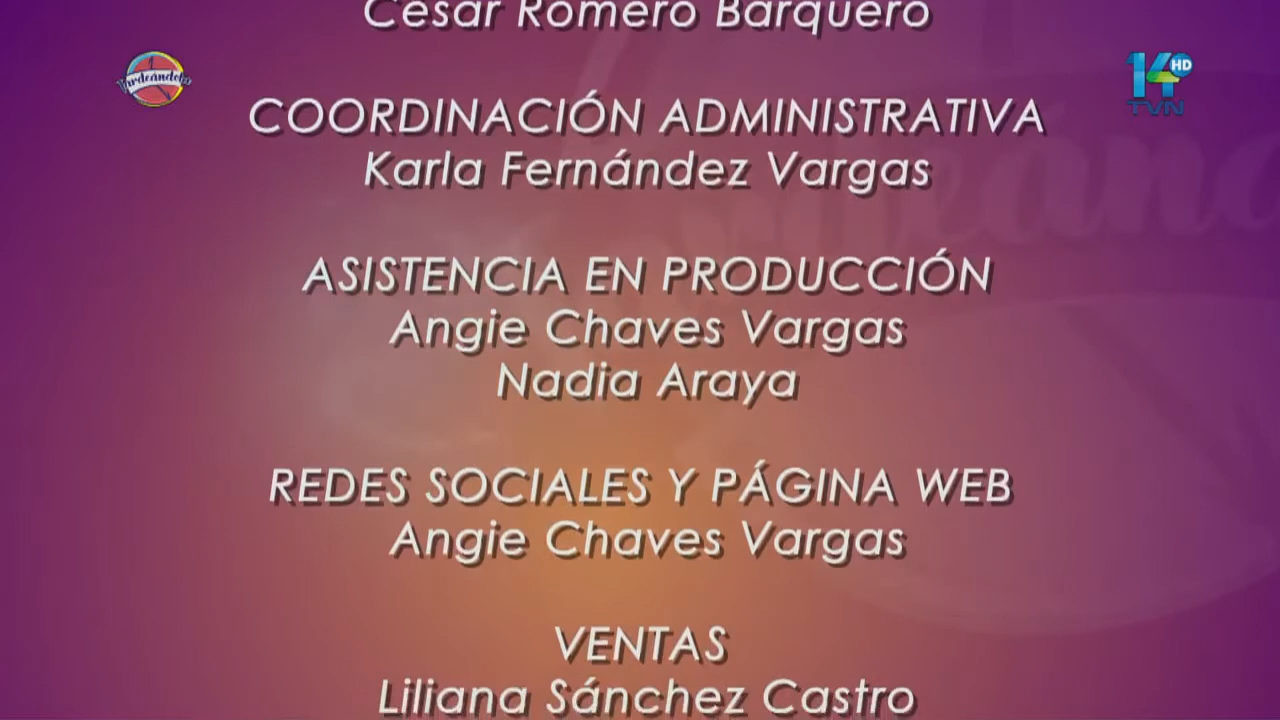 César Romero Barquero
Tardeándola
14 HD
TVN
COORDINACIÓN ADMINISTRATIVA
Karla Fernández Vargas
ASISTENCIA EN PRODUCCIÓN
Angie Chaves Vargas
Nadia Araya
REDES SOCIALES Y PÁGINA WEB
Angie Chaves Vargas
VENTAS
Liliana Sánchez Castro